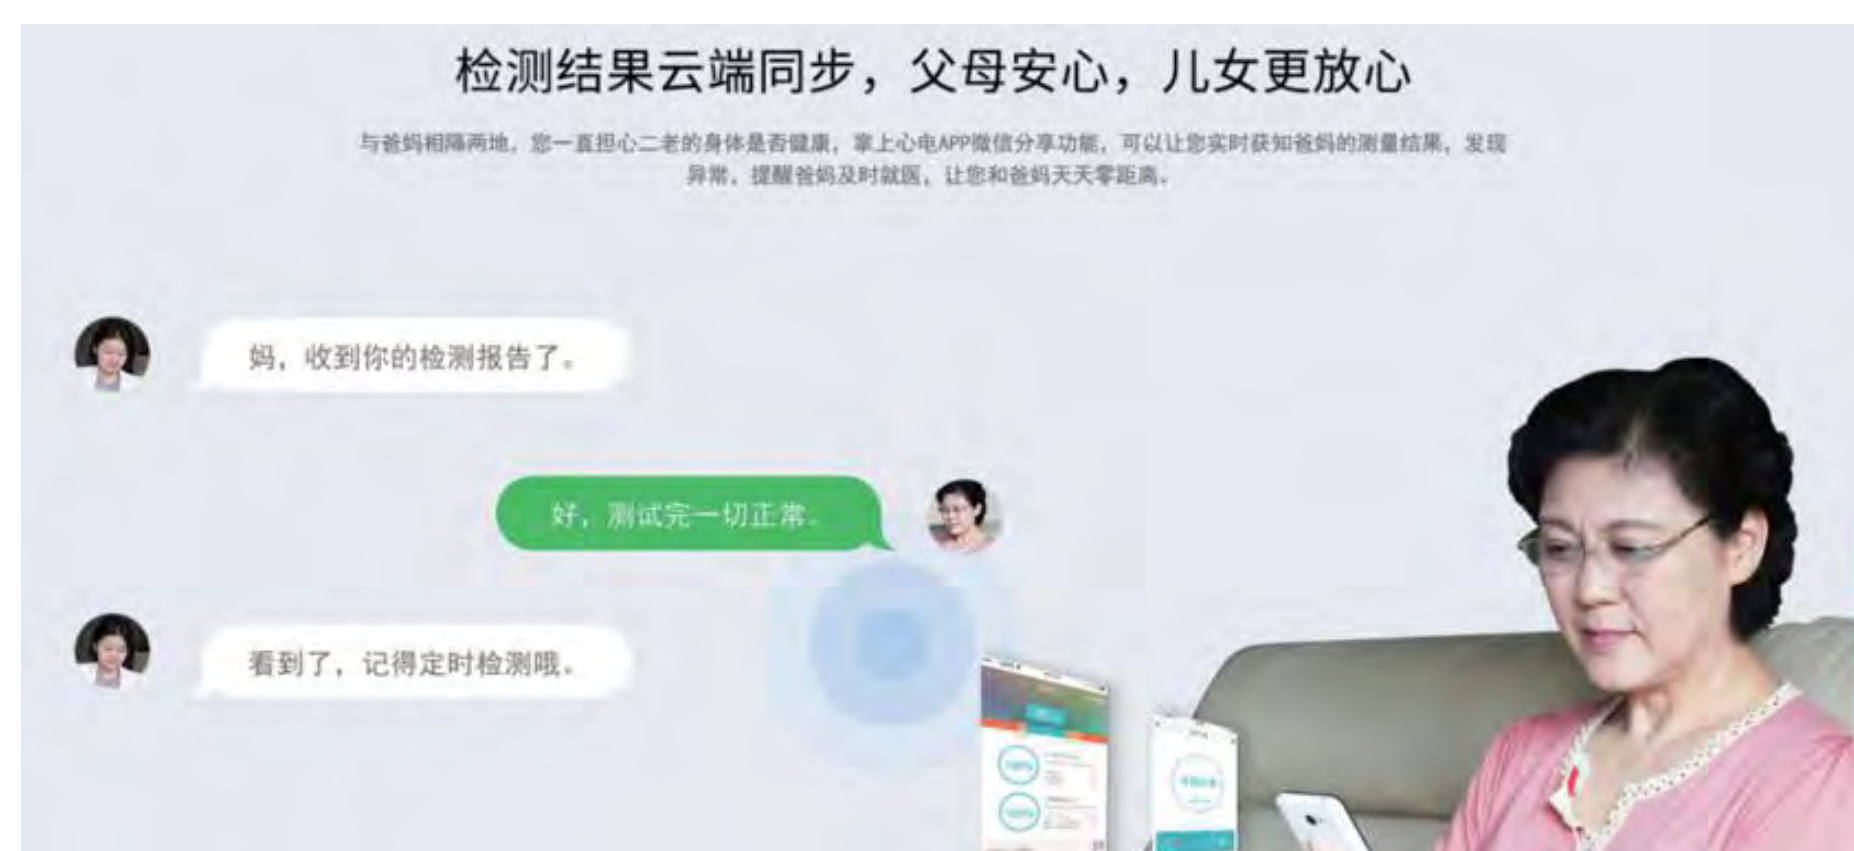 检测结果云端同步，父母安心，儿女更放心
与爸妈相隔两地，您一直担心二老的身体是否健康，掌上心电APP微信分享功能，可以让您实时获知爸妈的测量结果，发现
异常，提醒爸妈及时就医，让您和爸妈天天零距离。
妈，收到你的检测报告了。
好，测试完一切正常。
看到了，记得定时检测哦。